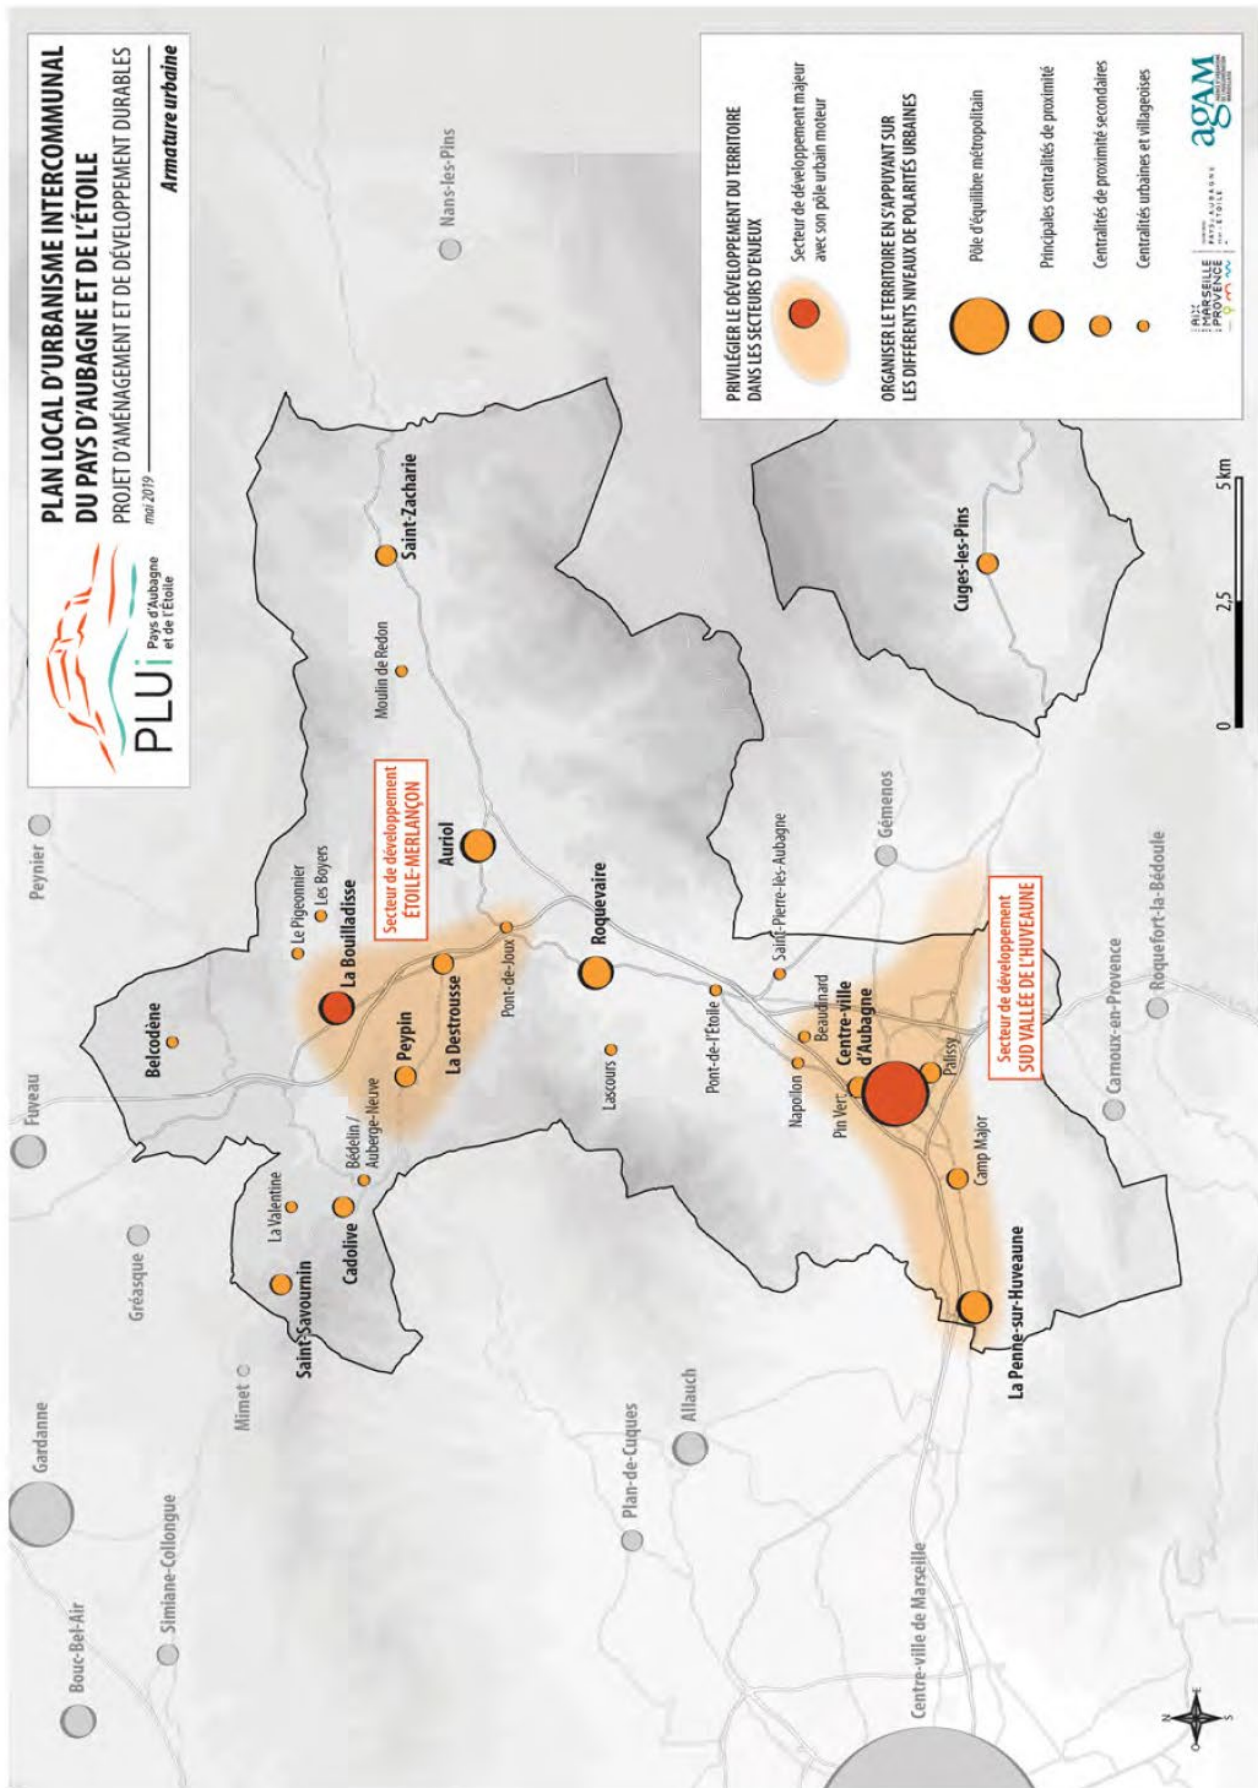 PLAN LOCAL D'URBANISME INTERCOMMUNAL
DU PAYS D'AUBAGNE ET DE L'ÉTOILE
PROJET D'AMÉNAGEMENT ET DE DÉVELOPPEMENT DURABLES
mai 2019
Armature urbaine
PLUi
Pays d'Aubagne
et de l'Étoile
Gardanne
Bouc-Bel-Air
Simiane-Collongue
Mimet
Gréasque
Fuveau
Peynier
Nans-les-Pins
Belcodène
La Valentine
Saint-Savournin
Cadolive
Bédelin /
Auberge-Neuve
Le Pigeonnier
Les Boyers
La Bouilladisse
Peypin
La Destrousse
Secteur de développement
ÉTOILE-MERLANÇON
Moulin de Redon
Saint-Zacharie
Auriol
Pont-de-Joux
Roquevaire
Lascours
Plan-de-Cuques
Allauch
Pont-de-l'Étoile
Saint-Pierre-lès-Aubagne
Napollon
Beaudinard
Pin Vert
Centre-ville
d'Aubagne
Palissy
Camp Major
La Penne-sur-Huveaune
Gémenos
Cuges-les-Pins
Secteur de développement
SUD VALLÉE DE L'HUVEAUNE
Centre-ville de Marseille
Carnoux-en-Provence
Roquefort-la-Bédoule
PRIVILÉGIER LE DÉVELOPPEMENT DU TERRITOIRE
DANS LES SECTEURS D'ENJEUX
Secteur de développement majeur
avec son pôle urbain moteur
ORGANISER LE TERRITOIRE EN S'APPUYANT SUR
LES DIFFÉRENTS NIVEAUX DE POLARITÉS URBAINES
Pôle d'équilibre métropolitain
Principales centralités de proximité
Centralités de proximité secondaires
Centralités urbaines et villageoises
AIX
MARSEILLE
PROVENCE
PAYS D'AUBAGNE
ET DE L'ÉTOILE
agAM
0 2,5 5 km
N
O E
S